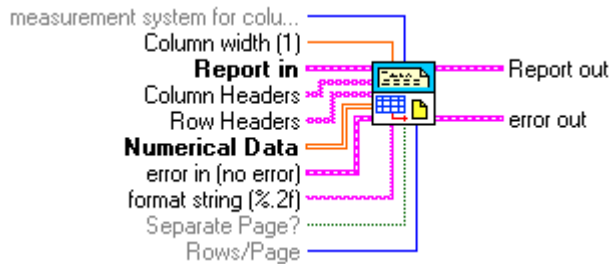 measurement system for colu...
Column width (1)
Report in
Report out
Column Headers
Row Headers
Numerical Data
error out
error in (no error)
format string (%.2f)
Separate Page?
Rows/Page